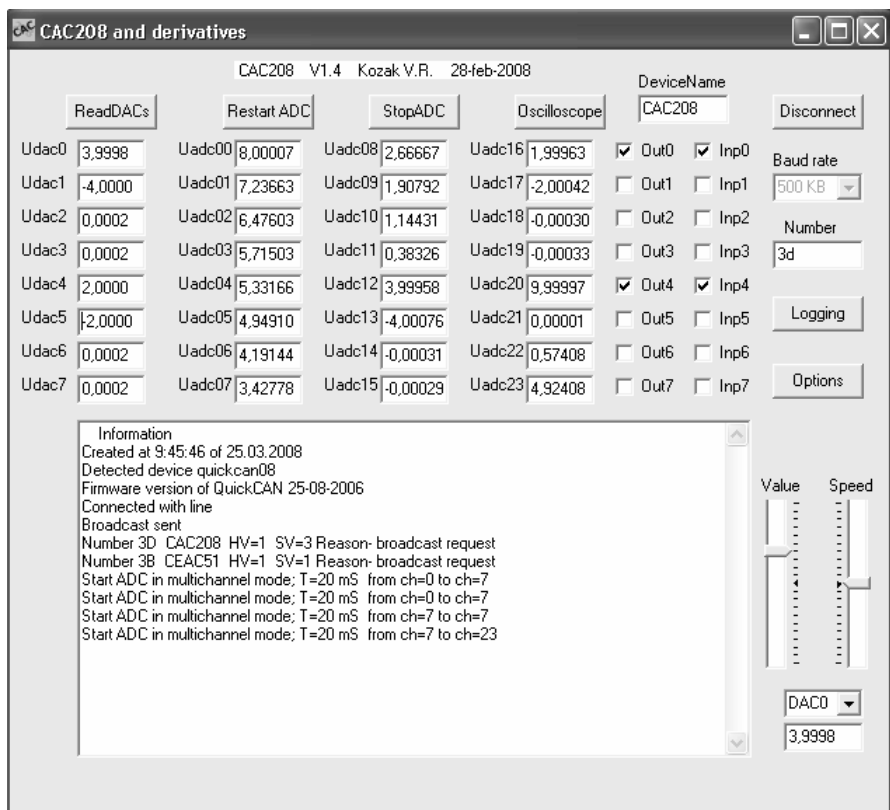 CAC208 and derivatives
CAC208 V1.4 Kozak V.R. 28-feb-2008
DeviceName
ReadDACs Restart ADC StopADC Oscilloscope CAC208 Disconnect
Udac0 3,9998 Uadc00 8,00007 Uadc08 2,66667 Uadc16 1,99963 Out0 Inp0
Baud rate
Udac1 -4,0000 Uadc01 7,23663 Uadc09 1,90792 Uadc17 -2,00042 Out1 Inp1 500 KB
Udac2 0,0002 Uadc02 6,47603 Uadc10 1,14431 Uadc18 -0,00030 Out2 Inp2 Number
Udac3 0,0002 Uadc03 5,71503 Uadc11 0,38326 Uadc19 -0,00033 Out3 Inp3 3d
Udac4 2,0000 Uadc04 5,33166 Uadc12 3,99958 Uadc20 9,99997 Out4 Inp4
Udac5 -2,0000 Uadc05 4,94910 Uadc13 -4,00076 Uadc21 0,00001 Out5 Inp5 Logging
Udac6 0,0002 Uadc06 4,19144 Uadc14 -0,00031 Uadc22 0,57408 Out6 Inp6
Udac7 0,0002 Uadc07 3,42778 Uadc15 -0,00029 Uadc23 4,92408 Out7 Inp7 Options
Information
Created at 9:45:46 of 25.03.2008
Detected device quickcan08
Firmware version of QuickCAN 25-08-2006
Connected with line
Broadcast sent
Number 3D CAC208 HV=1 SV=3 Reason- broadcast request
Number 3B CEAC51 HV=1 SV=1 Reason- broadcast request
Start ADC in multichannel mode; T=20 mS from ch=0 to ch=7
Start ADC in multichannel mode; T=20 mS from ch=0 to ch=7
Start ADC in multichannel mode; T=20 mS from ch=7 to ch=7
Start ADC in multichannel mode; T=20 mS from ch=7 to ch=23
Value Speed
DAC0
3,9998